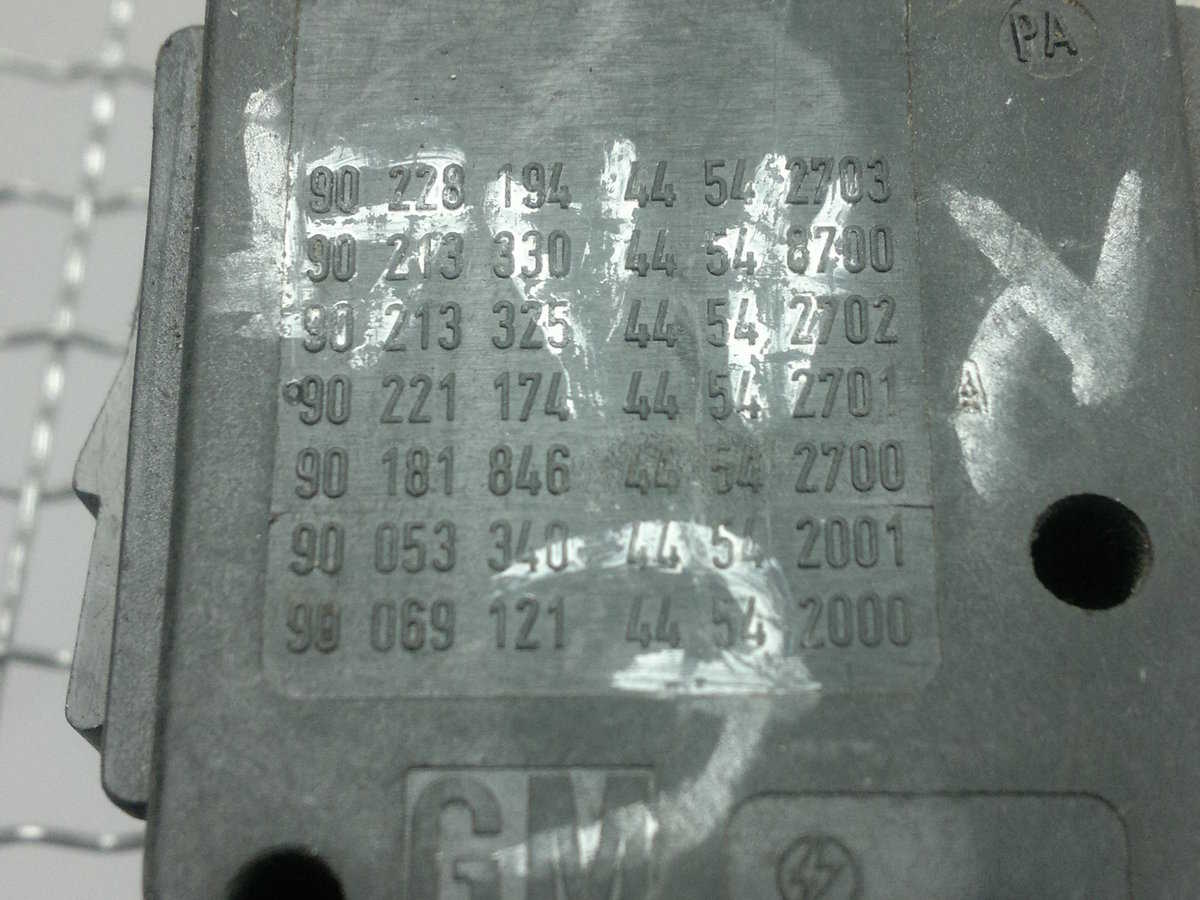 PA
90 228 194 44 54 2703
90 213 330 44 54 8700
90 213 325 44 54 2702
90 221 174 44 54 2701
A
90 181 846 44 54 2700
90 053 340 44 54 2001
90 069 121 44 54 2000
GM